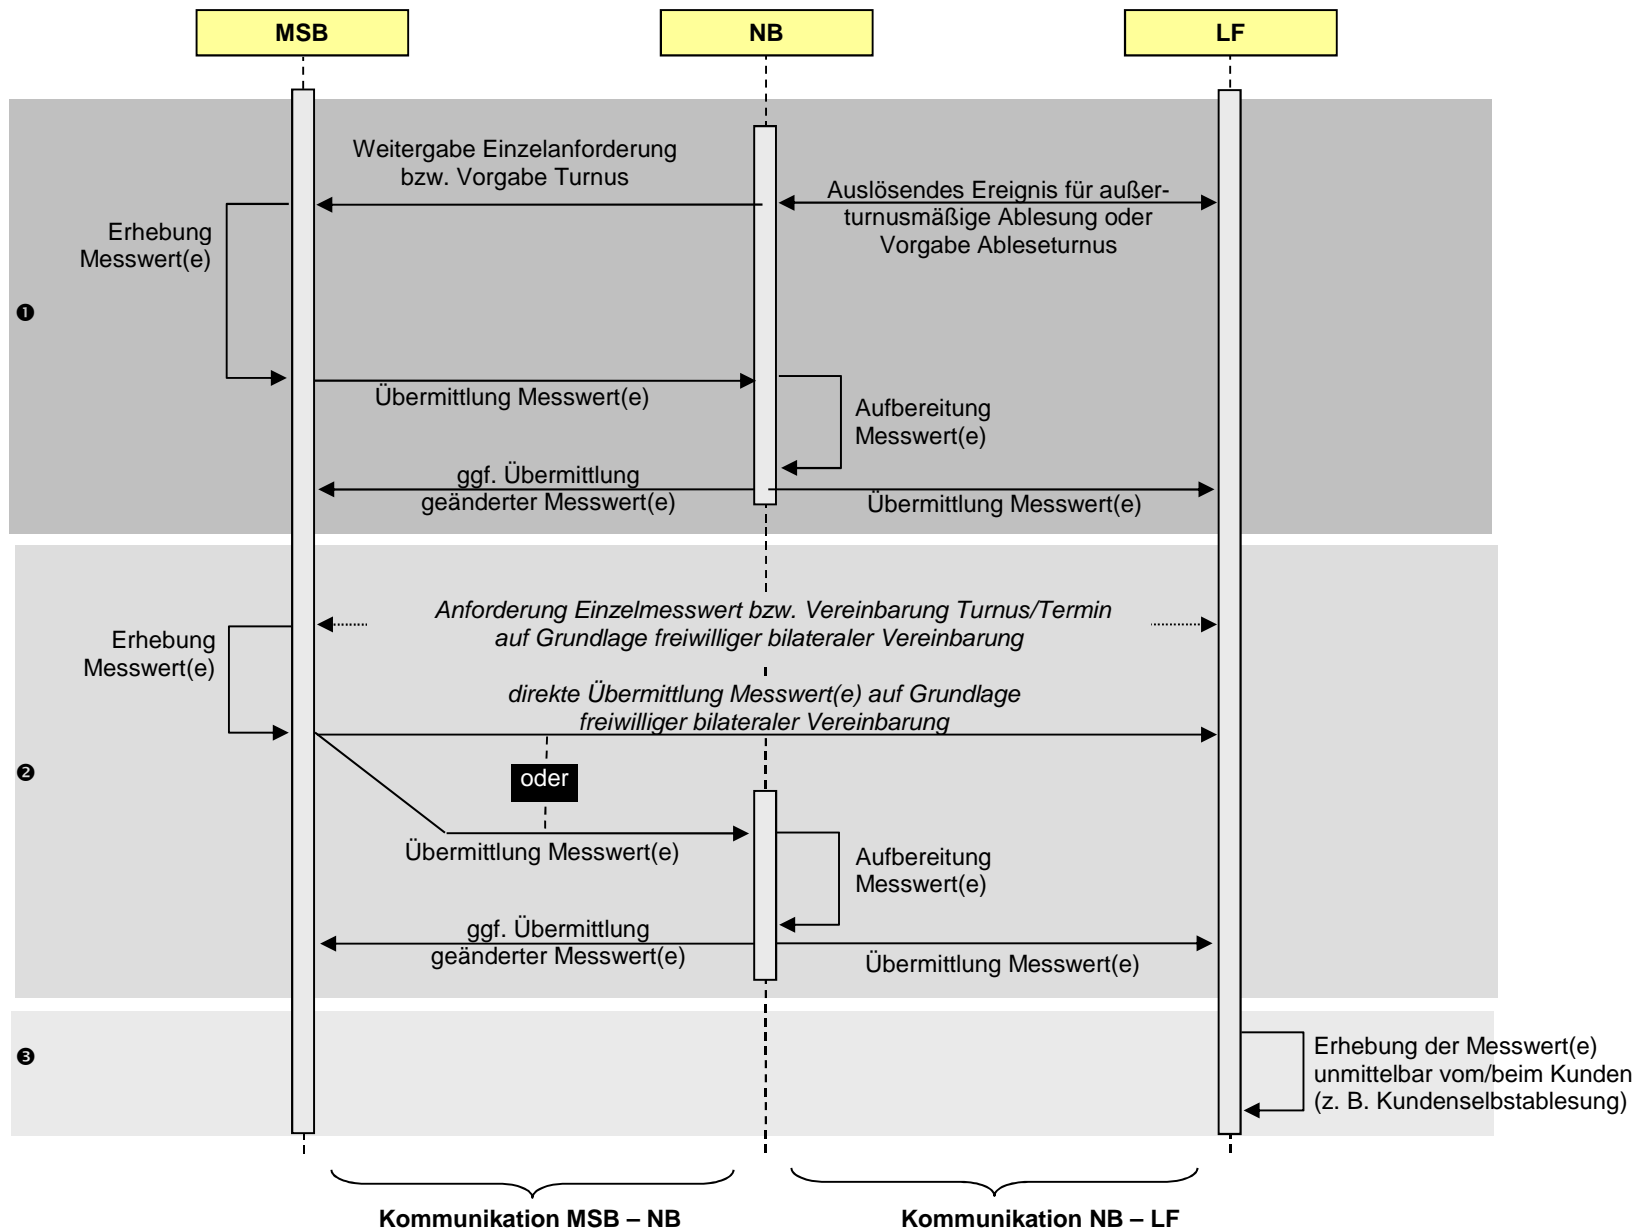 MSB
NB
LF
Weitergabe Einzelanforderung
bzw. Vorgabe Turnus
Auslösendes Ereignis für außer-
turnusmäßige Ablesung oder
Vorgabe Ableseturnus
Erhebung
Messwert(e)
❶
Übermittlung Messwert(e)
Aufbereitung
Messwert(e)
ggf. Übermittlung
geänderter Messwert(e)
Übermittlung Messwert(e)
Anforderung Einzelmesswert bzw. Vereinbarung Turnus/Termin
auf Grundlage freiwilliger bilateraler Vereinbarung
Erhebung
Messwert(e)
direkte Übermittlung Messwert(e) auf Grundlage
freiwilliger bilateraler Vereinbarung
❷
oder
Übermittlung Messwert(e)
Aufbereitung
Messwert(e)
ggf. Übermittlung
geänderter Messwert(e)
Übermittlung Messwert(e)
❸
Erhebung der Messwert(e)
unmittelbar vom/beim Kunden
(z. B. Kundenselbstablesung)
Kommunikation MSB – NB
Kommunikation NB – LF